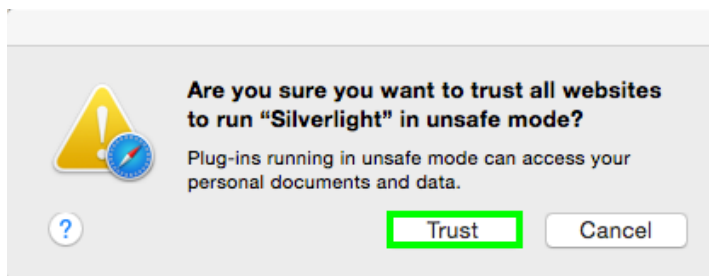 Are you sure you want to trust all websites
to run “Silverlight” in unsafe mode?
Plug-ins running in unsafe mode can access your
personal documents and data.
?
Trust
Cancel